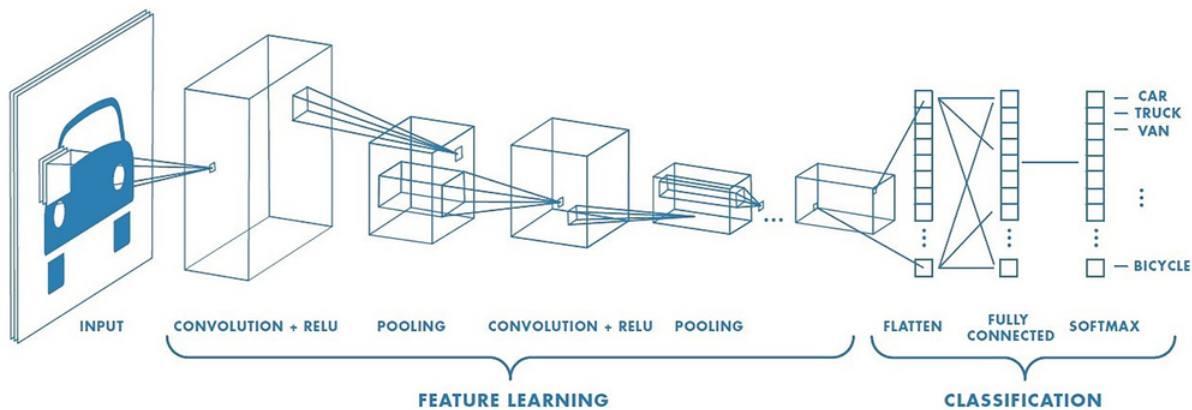 CAR
TRUCK
VAN
BICYCLE
INPUT
CONVOLUTION + RELU
POOLING
CONVOLUTION + RELU
POOLING
FLATTEN
FULLY
CONNECTED
SOFTMAX
FEATURE LEARNING
CLASSIFICATION